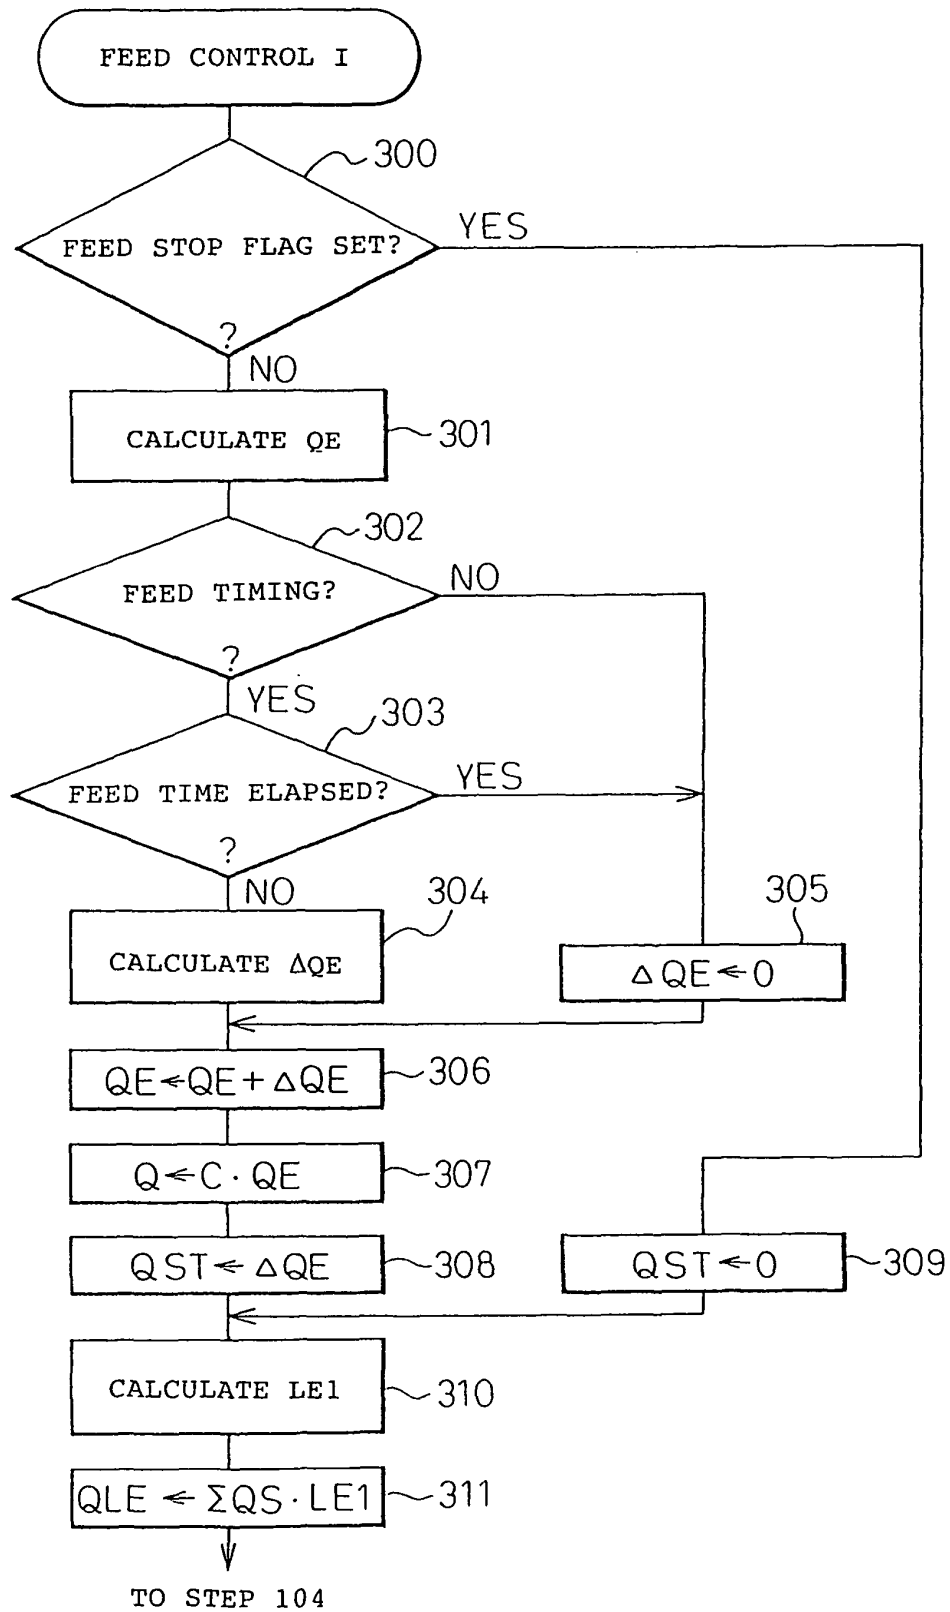 FEED CONTROL I
300
FEED STOP FLAG SET?
YES
?
NO
CALCULATE QE
301
302
FEED TIMING?
NO
?
YES
303
FEED TIME ELAPSED?
YES
?
NO
304
CALCULATE ΔQE
305
ΔQE←0
QE←QE+ΔQE
306
Q←C·QE
307
QST←ΔQE
308
QST←0
309
CALCULATE LE1
310
QLE←ΣQS·LE1
311
TO STEP 104